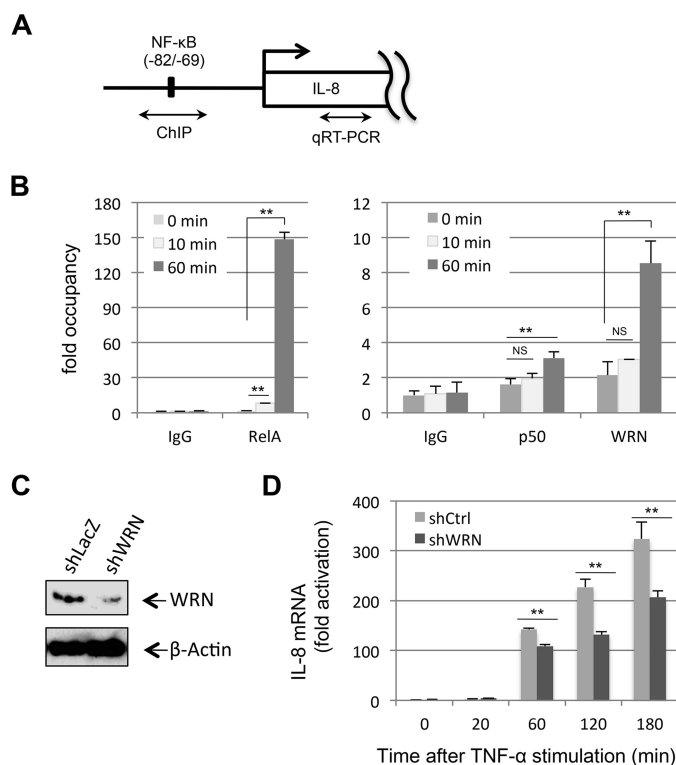 A
NF-κB
(-82/-69)
IL-8
ChIP
qRT-PCR
B
fold occupancy
180
150
120
90
60
30
0
0 min
10 min
60 min
**
**
IgG
RelA
12
10
8
6
4
2
0
0 min
10 min
60 min
**
NS
**
NS
IgG
p50
WRN
C
shLacZ
shWRN
WRN
β-Actin
D
IL-8 mRNA
(fold activation)
400
300
200
100
0
shCtrl
shWRN
**
**
**
0
20
60
120
180
Time after TNF-α stimulation (min)